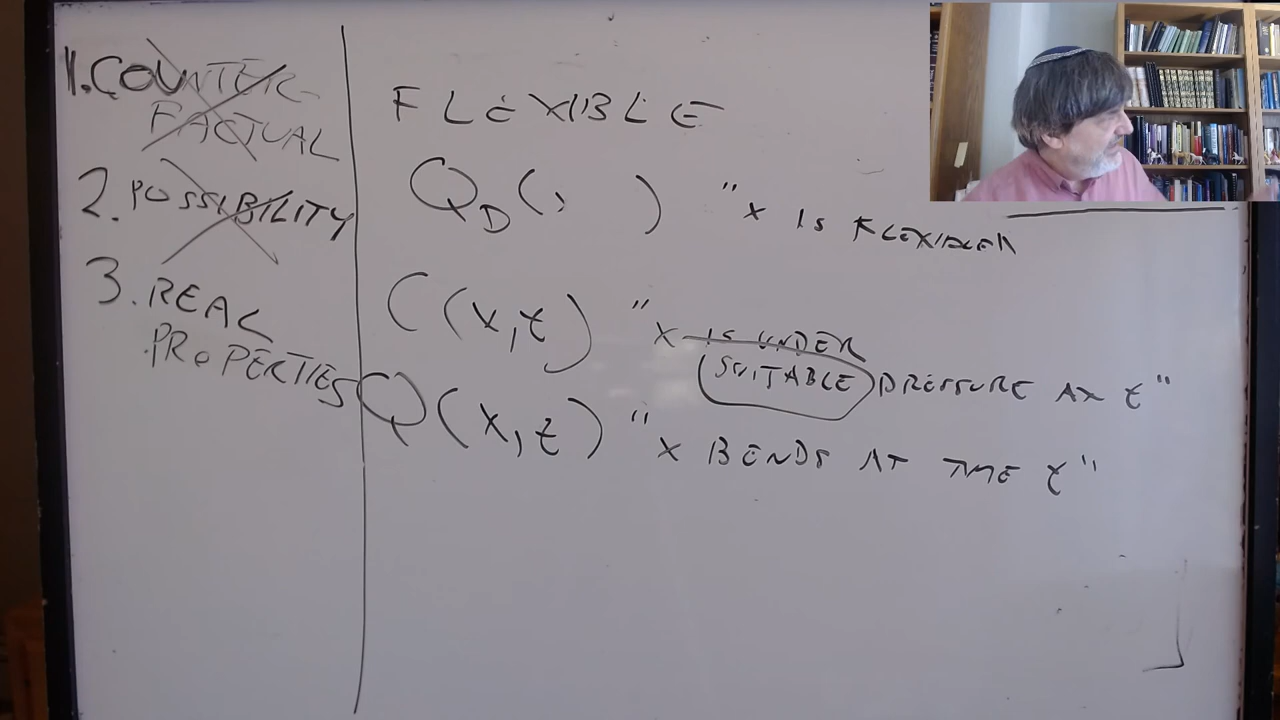 1. COUNTER-
FACTUAL
2. POSSIBILITY
3. REAL
PROPERTIES
FLEXIBLE
Q_D( , ) "x IS FLEXIBLE"
C(x,t) "x IS UNDER
SUITABLE PRESSURE AT t"
Q(x,t) "x BENDS AT TIME t"